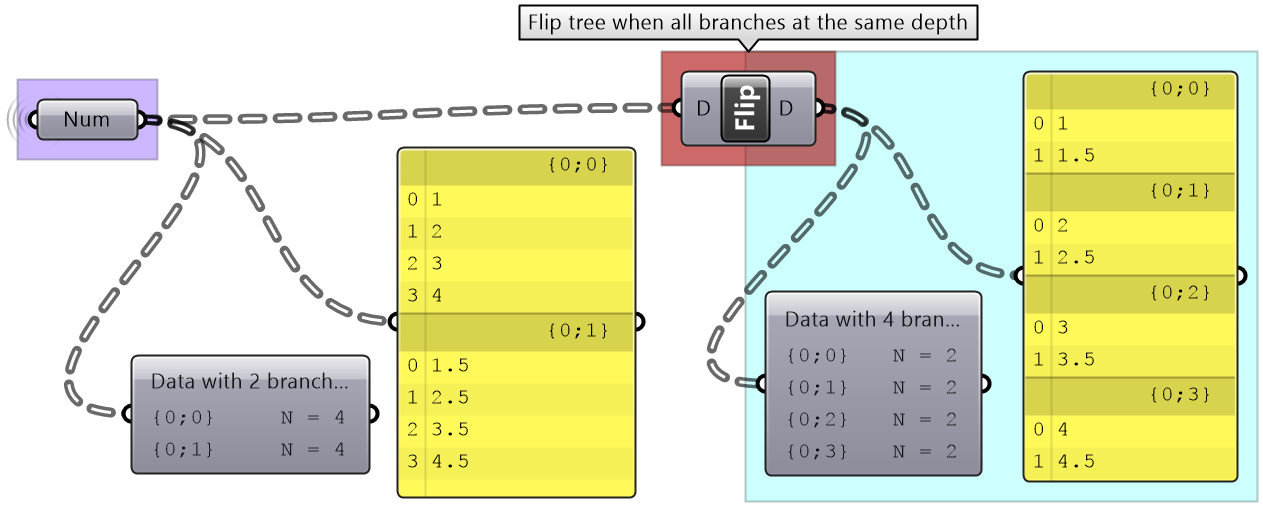 Flip tree when all branches at the same depth
Num
D Flip D
{0;0}
0 1
1 2
2 3
3 4
{0;1}
0 1.5
1 2.5
2 3.5
3 4.5
Data with 2 branch...
{0;0} N = 4
{0;1} N = 4
Data with 4 bran...
{0;0} N = 2
{0;1} N = 2
{0;2} N = 2
{0;3} N = 2
{0;0}
0 1
1 1.5
{0;1}
0 2
1 2.5
{0;2}
0 3
1 3.5
{0;3}
0 4
1 4.5